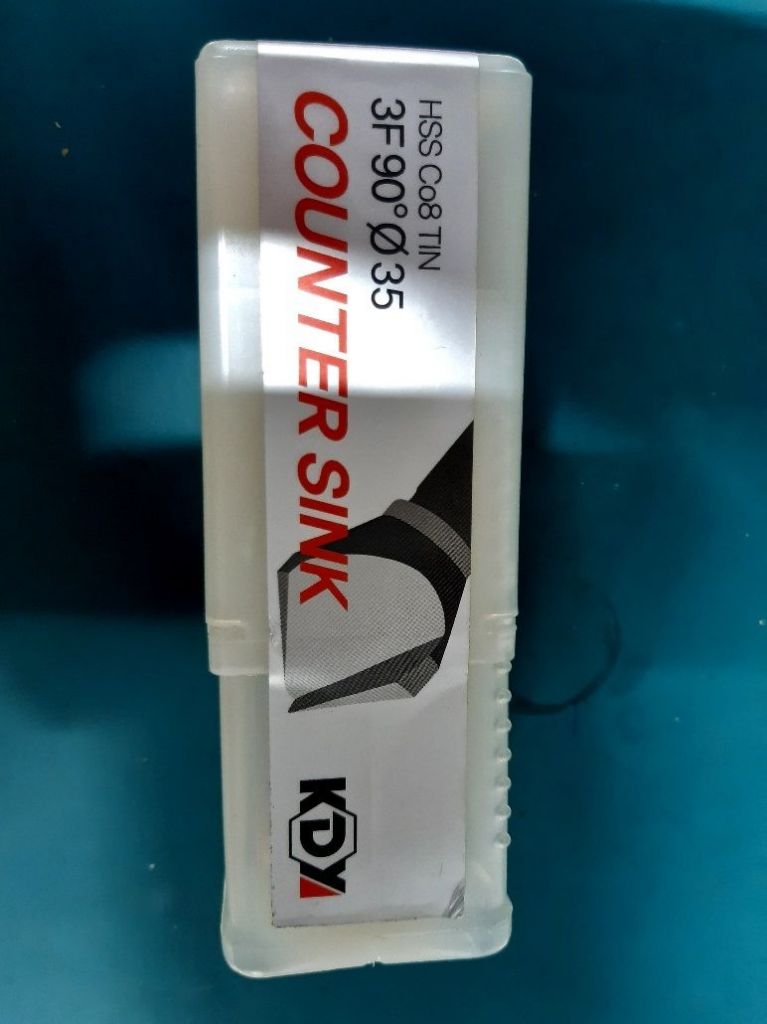 HSS Co8 TIN
3F 90° Ø 35
COUNTER SINK
KDY